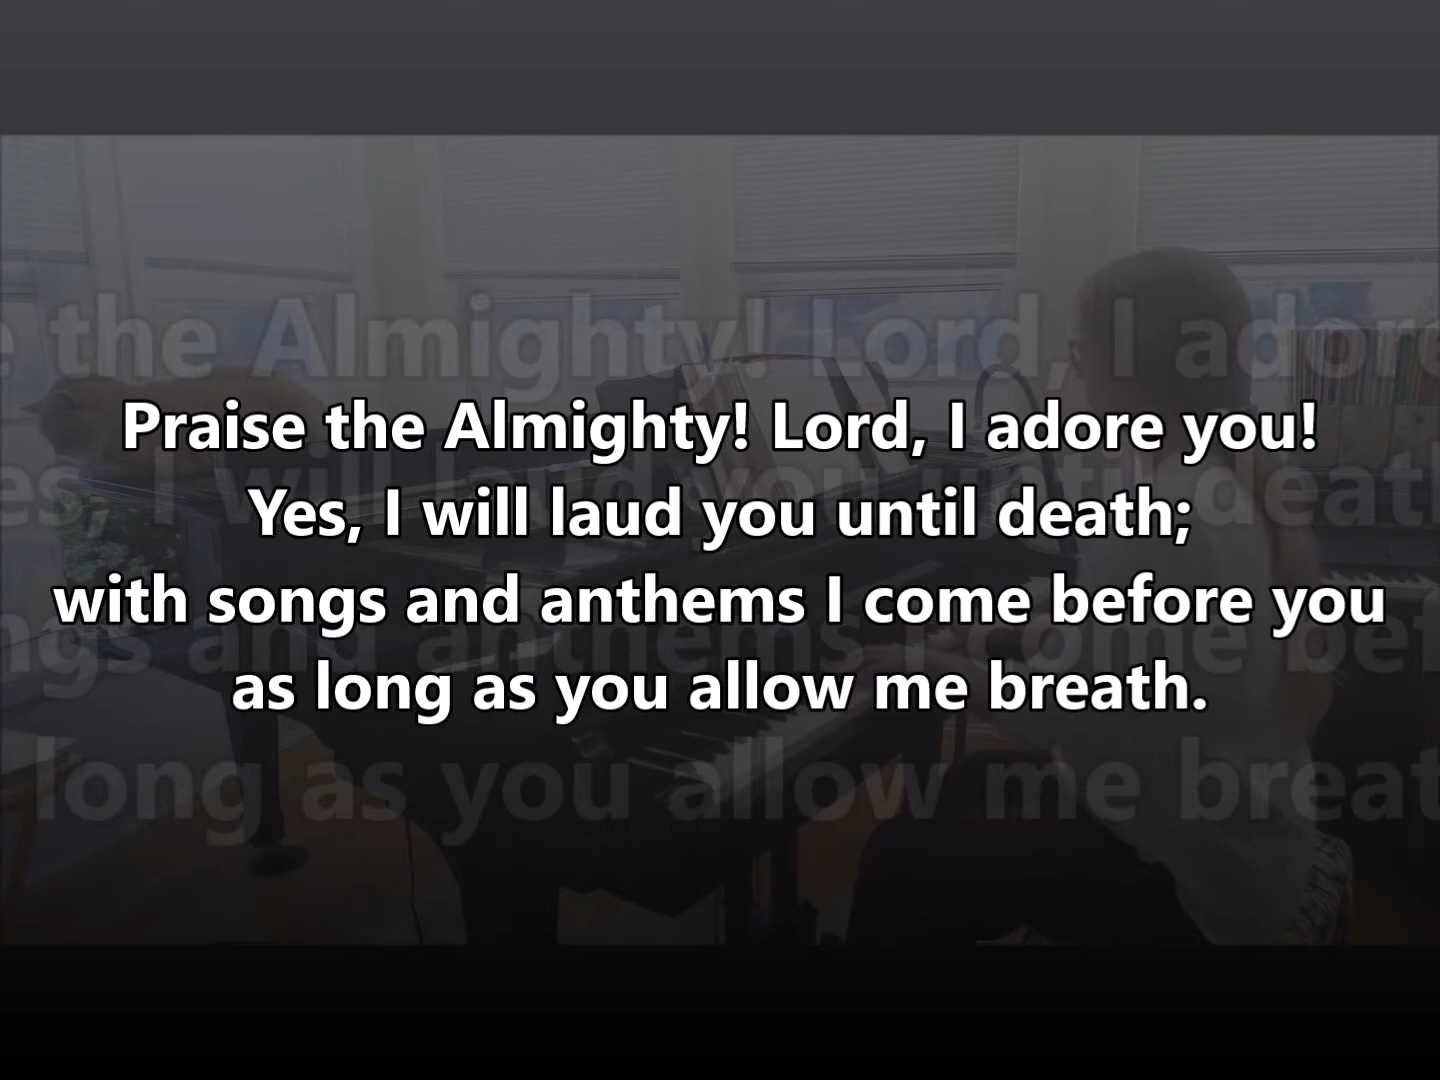 Praise the Almighty! Lord, I adore you!
Yes, I will laud you until death;
with songs and anthems I come before you
as long as you allow me breath.